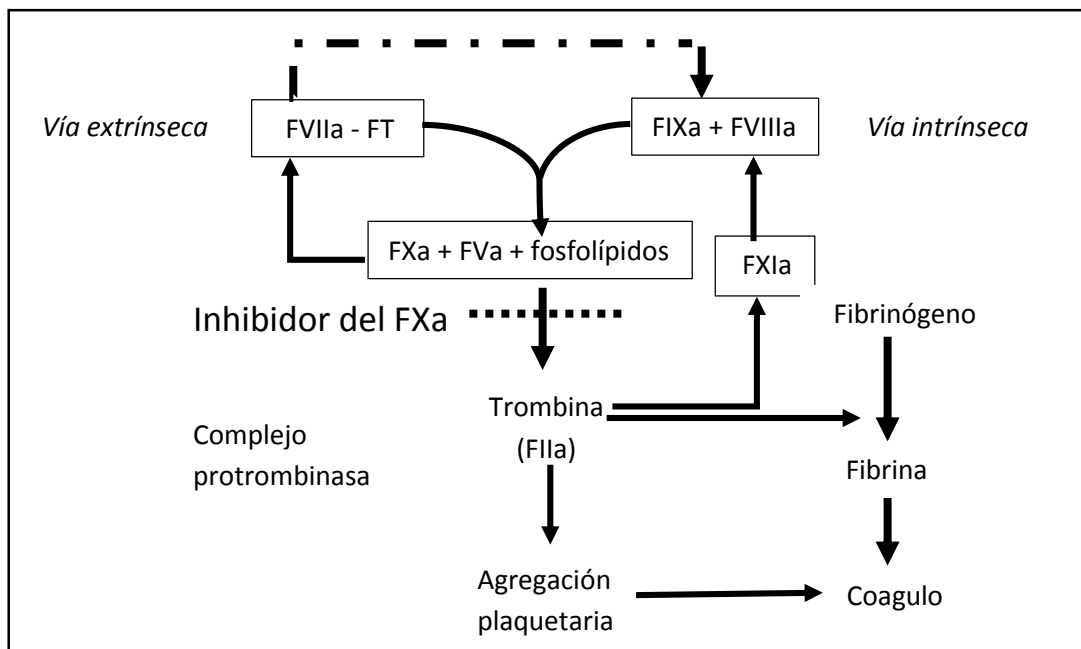 Vía extrínseca
FVIIa - FT
FIXa + FVIIIa
Vía intrínseca
FXa + FVa + fosfolípidos
FXIa
Inhibidor del FXa
Fibrinógeno
Trombina
(FIIa)
Complejo
protrombinasa
Fibrina
Agregación
plaquetaria
Coagulo